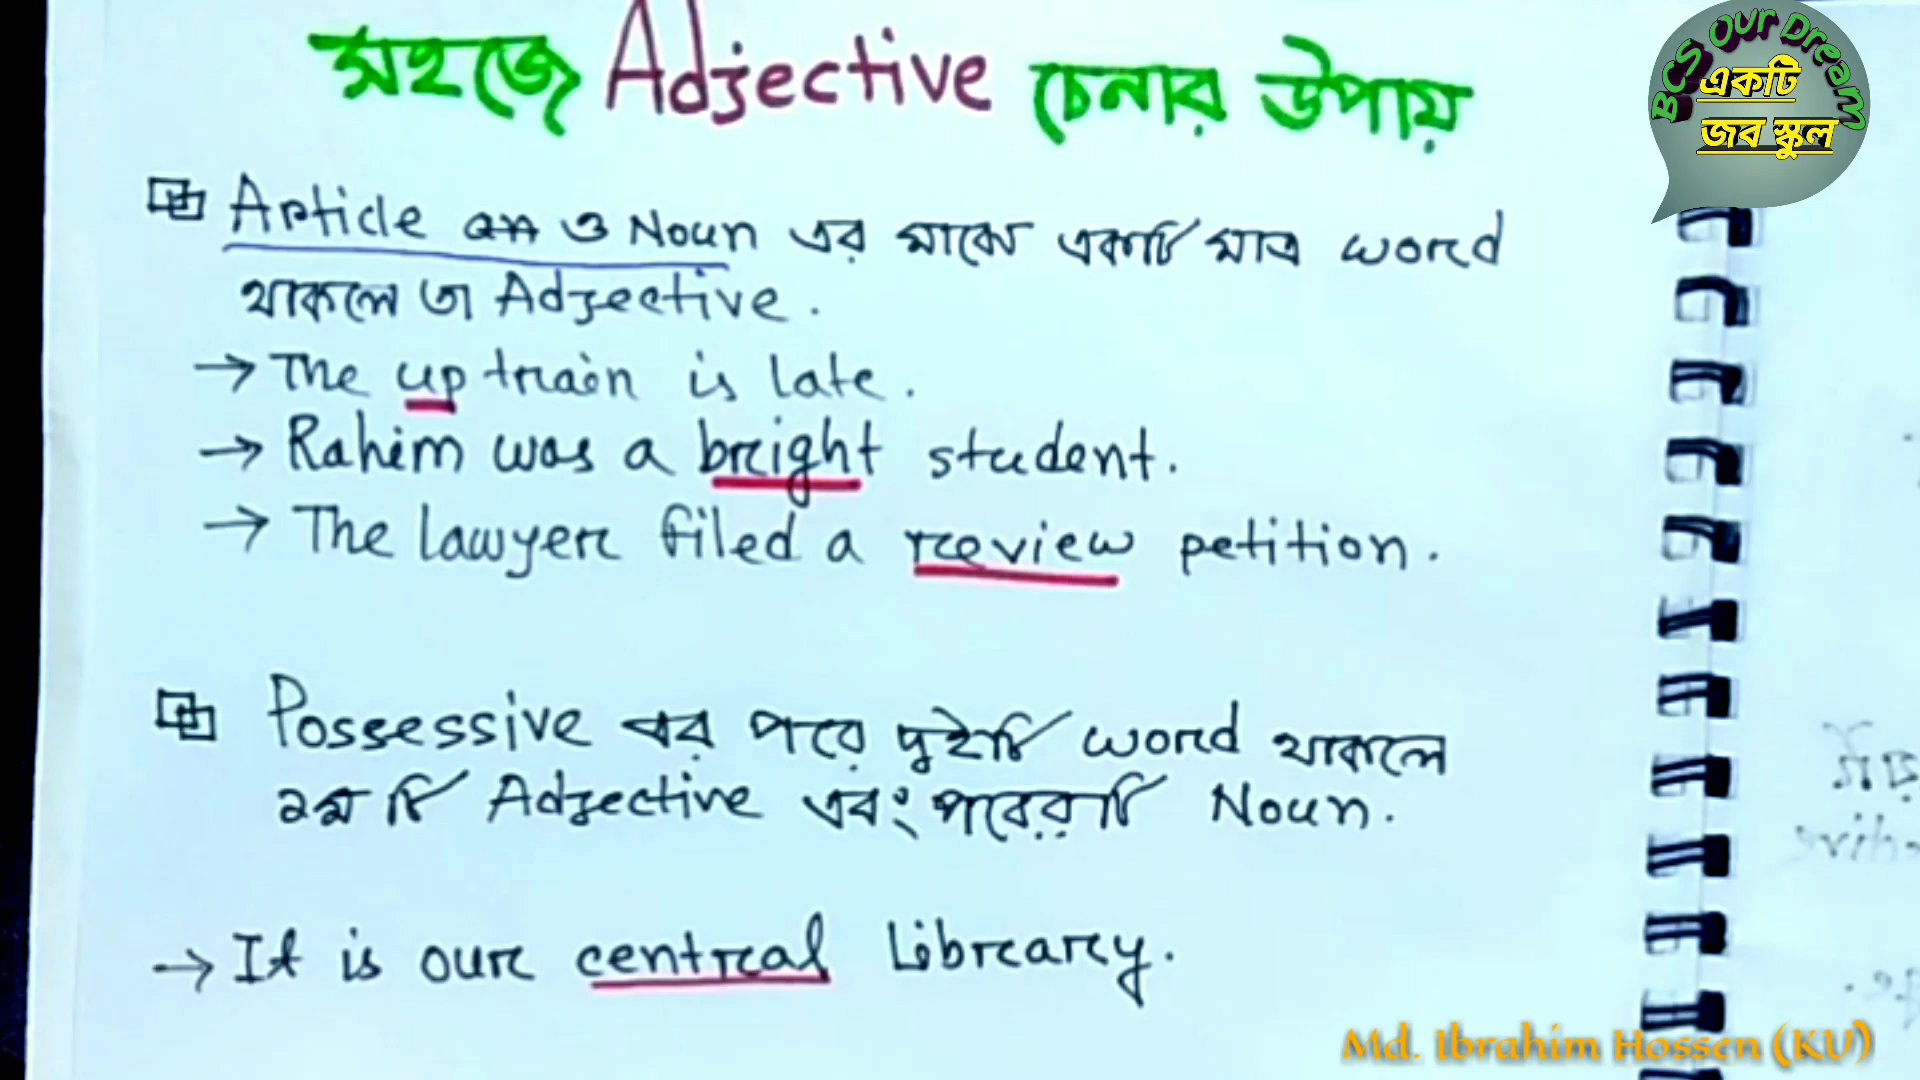 সহজে Adjective চেনার উপায়
BCS Our Dream
একটি
জব স্কুল
Article ও Noun এর মাঝে একটি মাত্র word
থাকলে তা Adjective.
→ The up train is late.
→ Rahim was a bright student.
→ The lawyer filed a review petition.
Possessive এর পরে দুইটি word থাকলে
১ম টি Adjective এবং পরেরটি Noun.
→ It is our central Library.
Md. Ibrahim Hossen (KU)